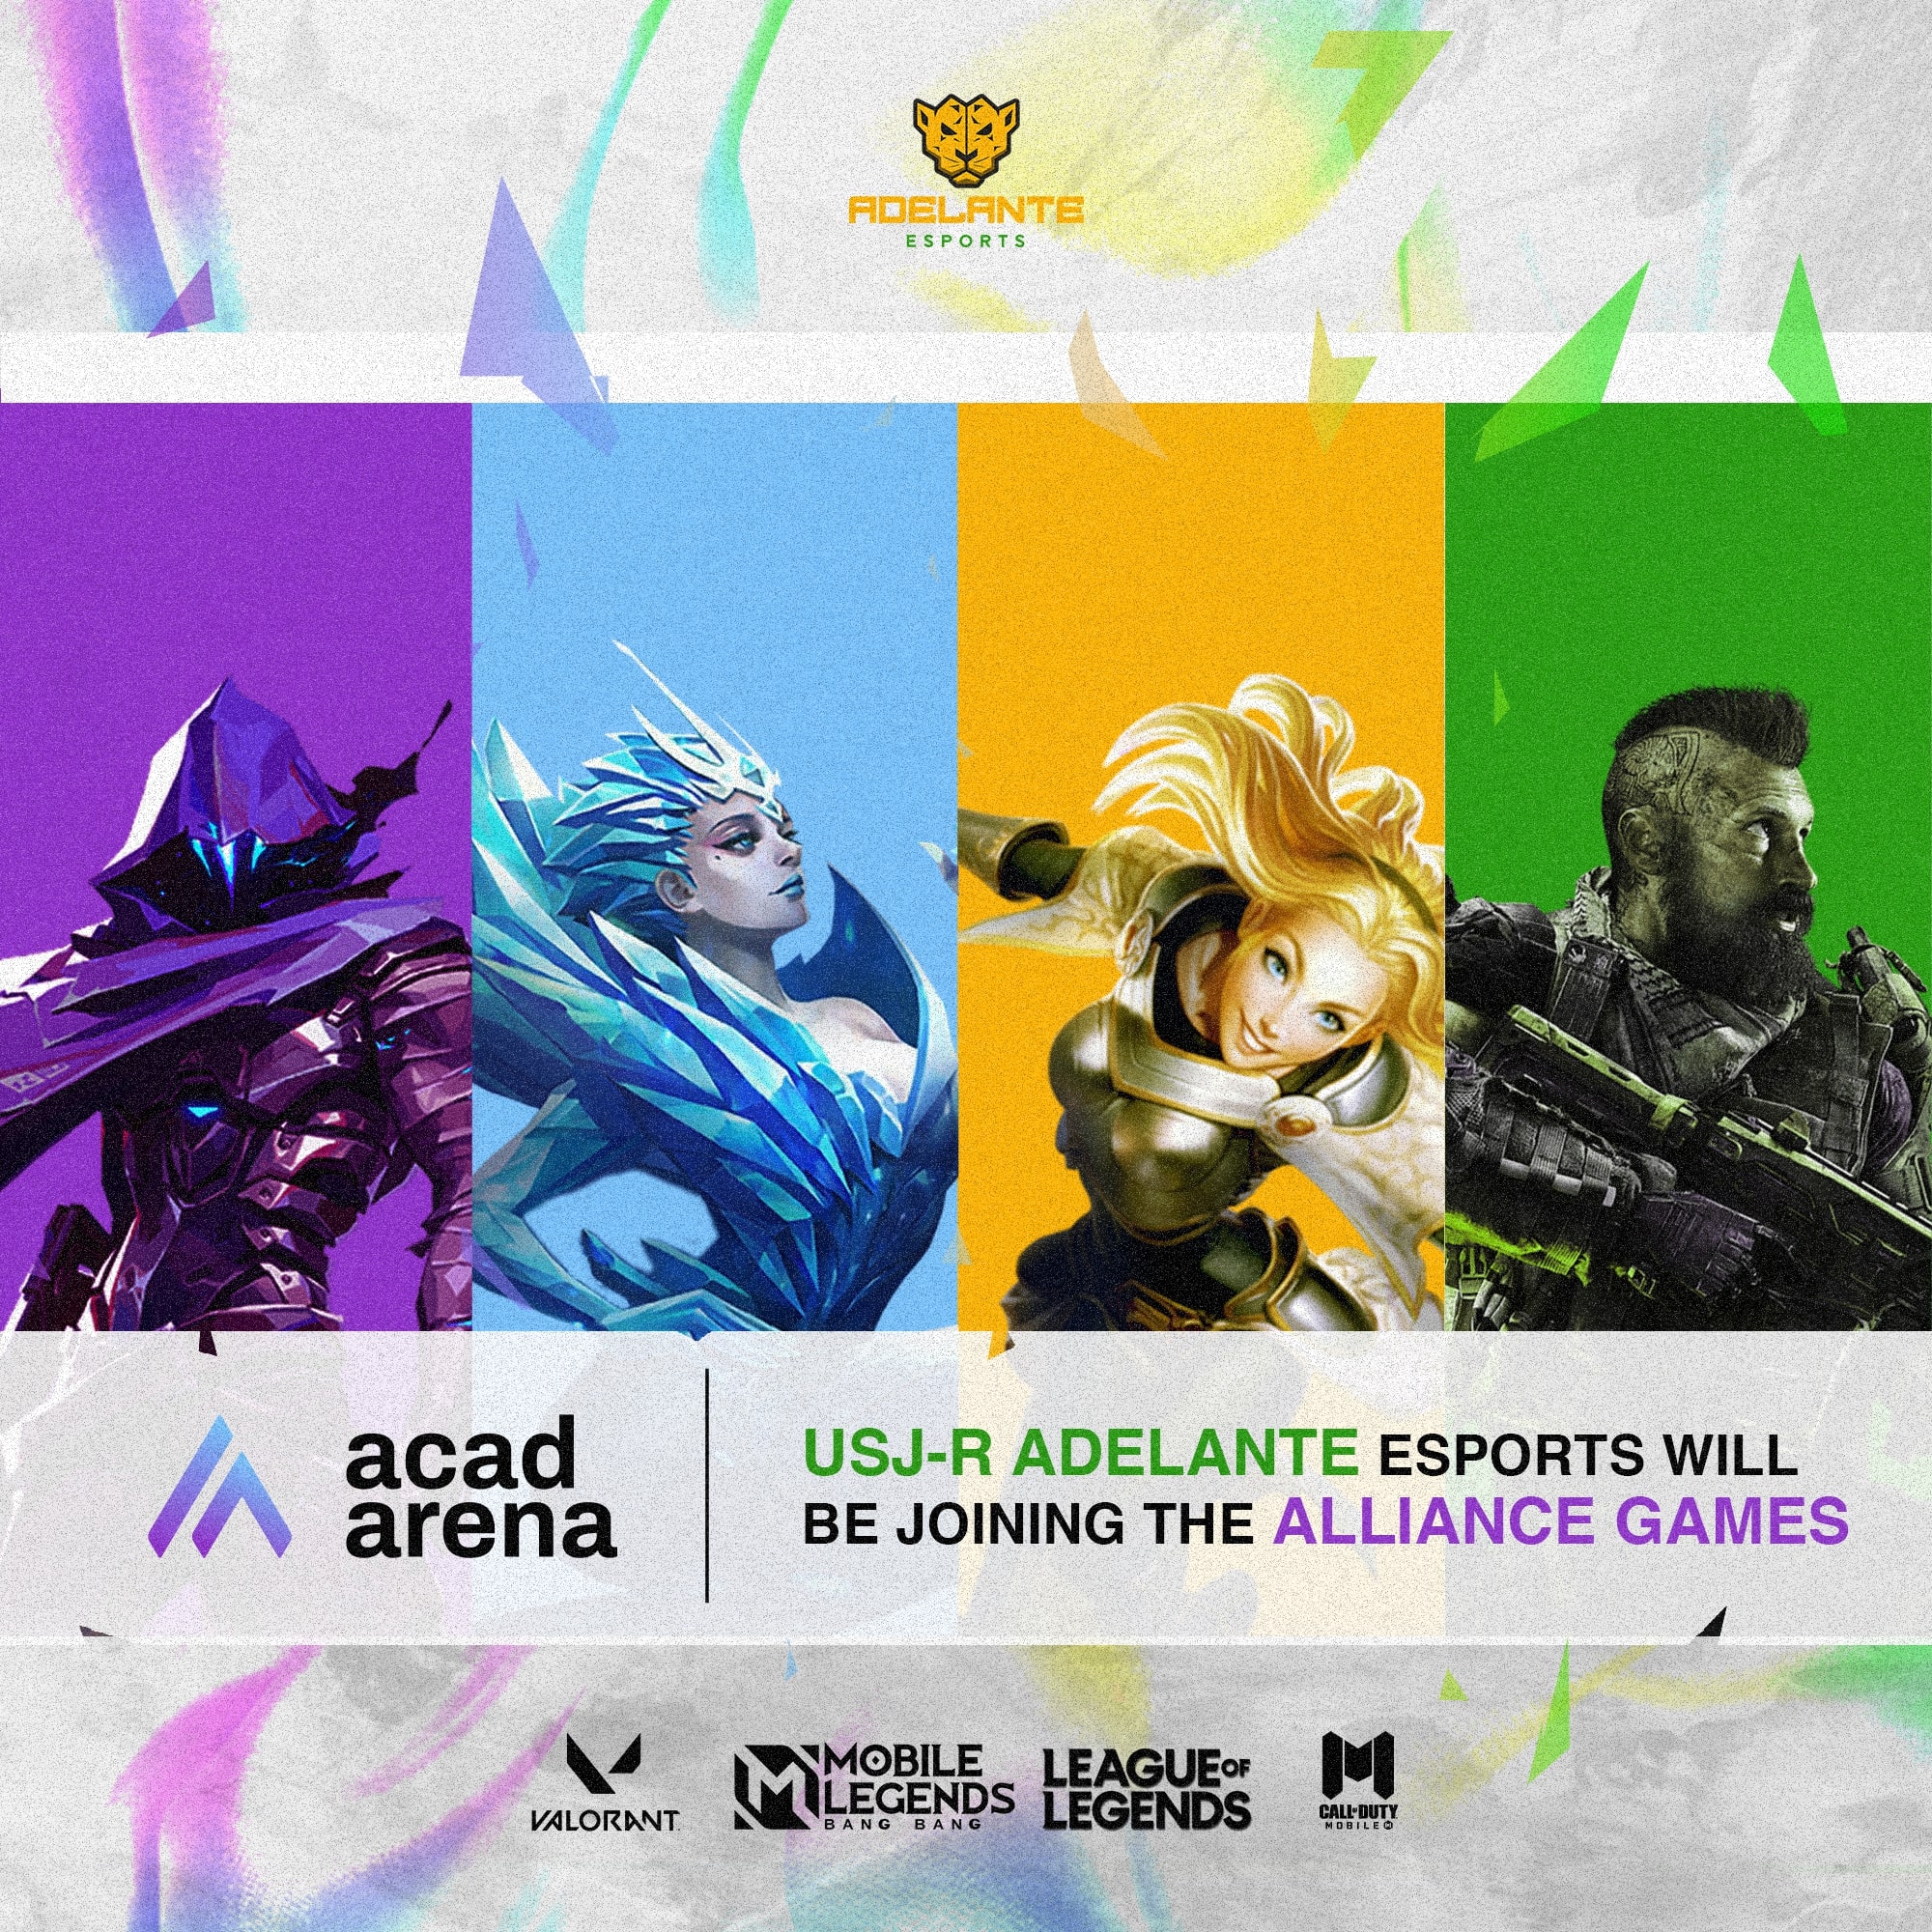 ADELANTE
ESPORTS
acad
arena
USJ-R ADELANTE ESPORTS WILL
BE JOINING THE ALLIANCE GAMES
VALORANT
MOBILE
LEGENDS
BANG BANG
LEAGUE OF
LEGENDS
CALL OF DUTY
MOBILE